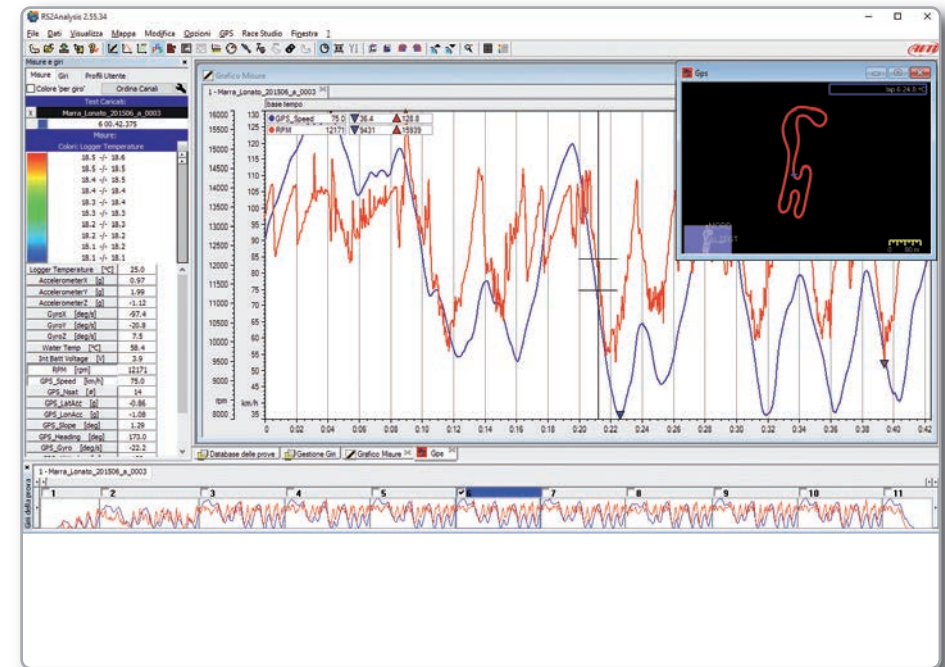 RS2Analysis 2.55.34
File Dati Visualizza Mappa Modifica Opzioni GPS Race Studio Finestra ?
AiM
Misure e giri
Misure Giri Profili Utente
Colore 'per giro' Ordina Canali
Test Caricati:
X Marra_Lonato_201506_a_0003
6 00.42.375
Misure:
Colori: Logger Temperature
18.5 -/- 18.6
18.5 -/- 18.5
18.4 -/- 18.5
18.4 -/- 18.4
18.3 -/- 18.4
18.3 -/- 18.3
18.2 -/- 18.3
18.2 -/- 18.2
18.1 -/- 18.2
18.1 -/- 18.1
Logger Temperature [°C] 25.0
AccelerometerX [g] 0.97
AccelerometerY [g] 1.99
AccelerometerZ [g] -1.12
GyroX [deg/s] -97.4
GyroY [deg/s] -20.8
GyroZ [deg/s] 7.5
Water Temp [°C] 58.4
Int Batt Voltage [V] 3.9
RPM [rpm] 12171
GPS_Speed [km/h] 75.0
GPS_Nsat [#] 14
GPS_LatAcc [g] -0.86
GPS_LonAcc [g] -1.08
GPS_Slope [deg] 1.29
GPS_Heading [deg] 173.0
GPS_Gyro [deg/s] -22.2
Grafico Misure
1 - Marra_Lonato_201506_a_0003
base tempo
GPS_Speed 75.0 36.4 128.8
RPM 12171 9431 15939
16000
15500
15000
14500
14000
13500
13000
12500
12000
11500
11000
10500
10000
9500
9000
rpm
8000
130
125
120
115
110
105
100
95
90
85
80
75
70
65
60
55
50
45
km/h
35
0 0:02 0:04 0:06 0:08 0:10 0:12 0:14 0:16 0:18 0:20 0:22 0:24 0:26 0:28 0:30 0:32 0:34 0:36 0:38 0:40 0:42
Gps
NORD
0 80 m
Database delle prove Gestione Giri Grafico Misure Gps
1 - Marra_Lonato_201506_a_0003
Giri della prova
1 2 3 4 5 6 7 8 9 10 11